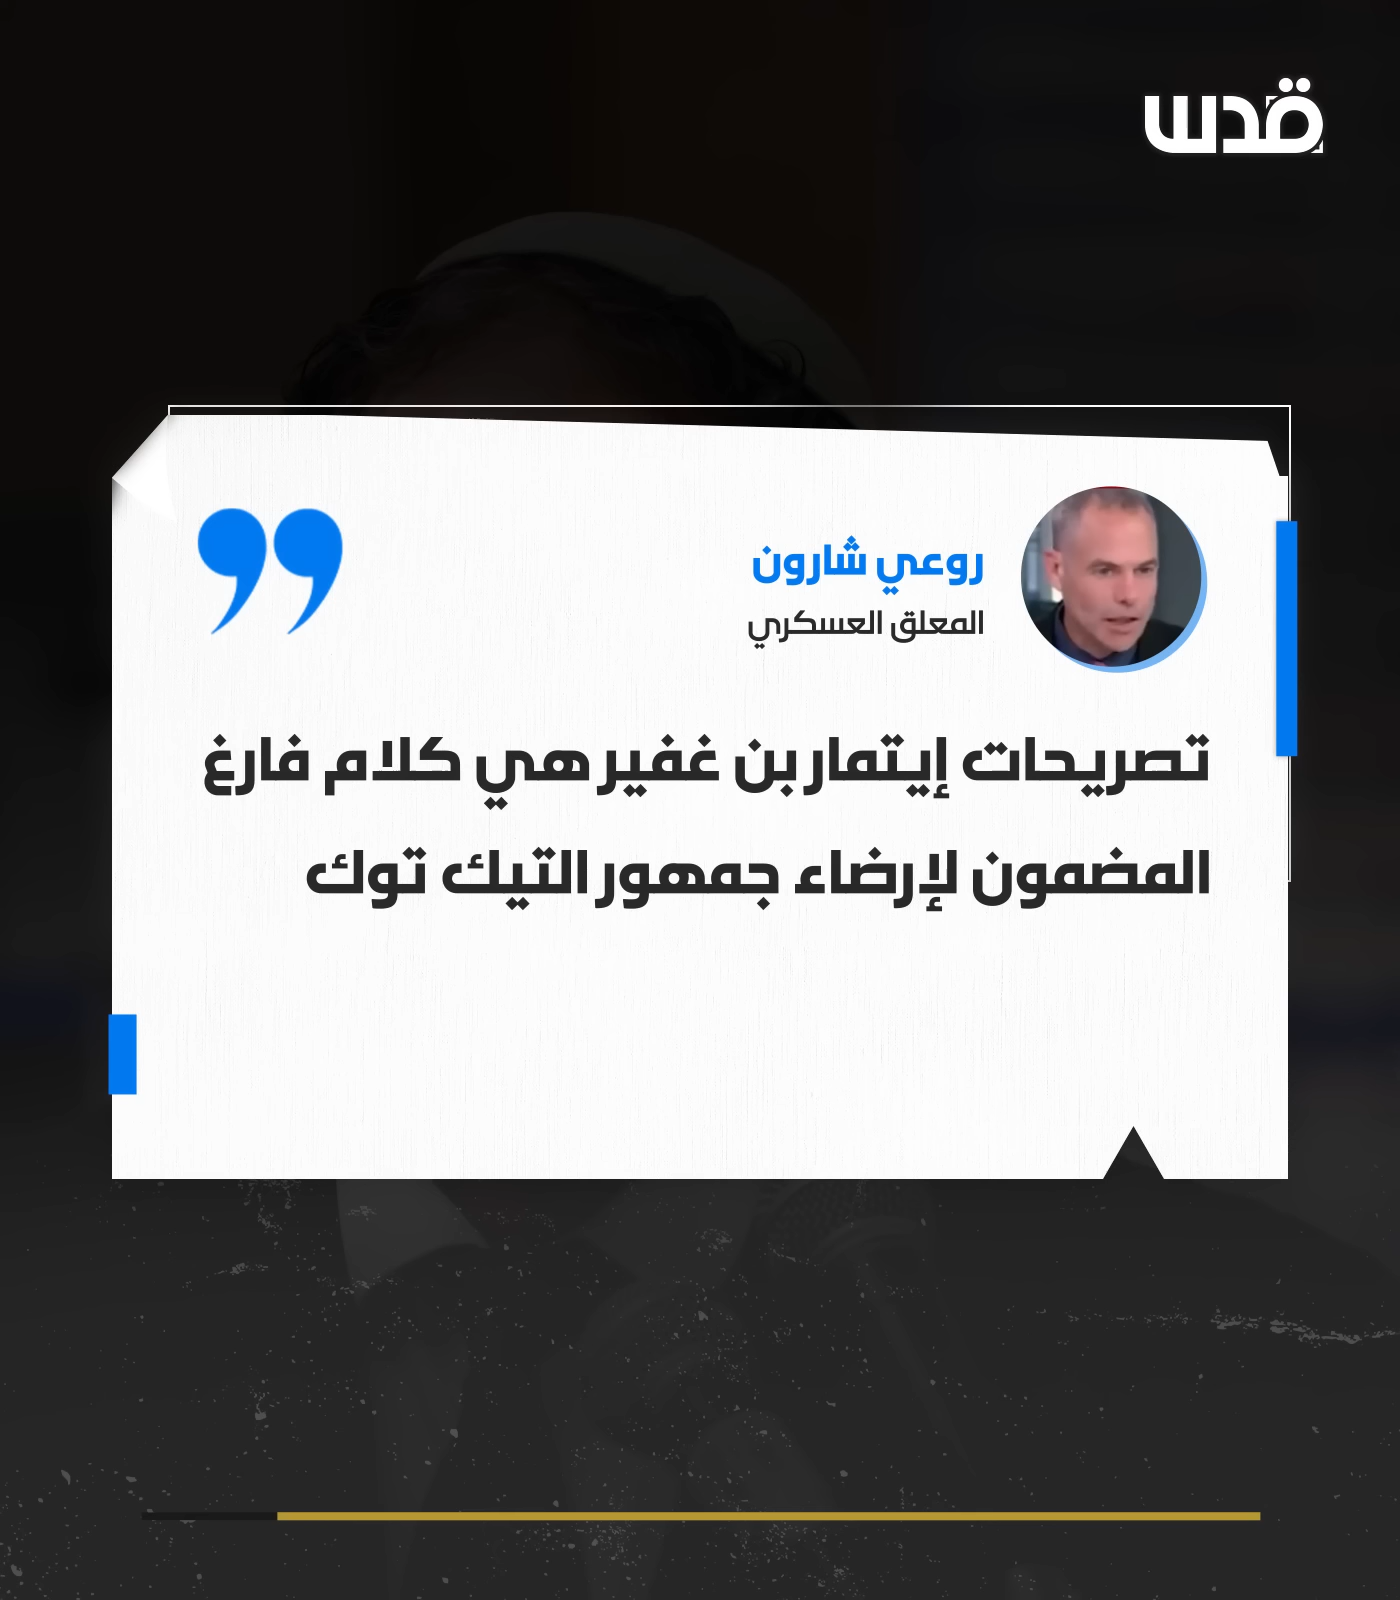 قدس
روعي شارون
المعلق العسكري
تصريحات إيتمار بن غفير هي كلام فارغ
المضمون لإرضاء جمهور التيك توك